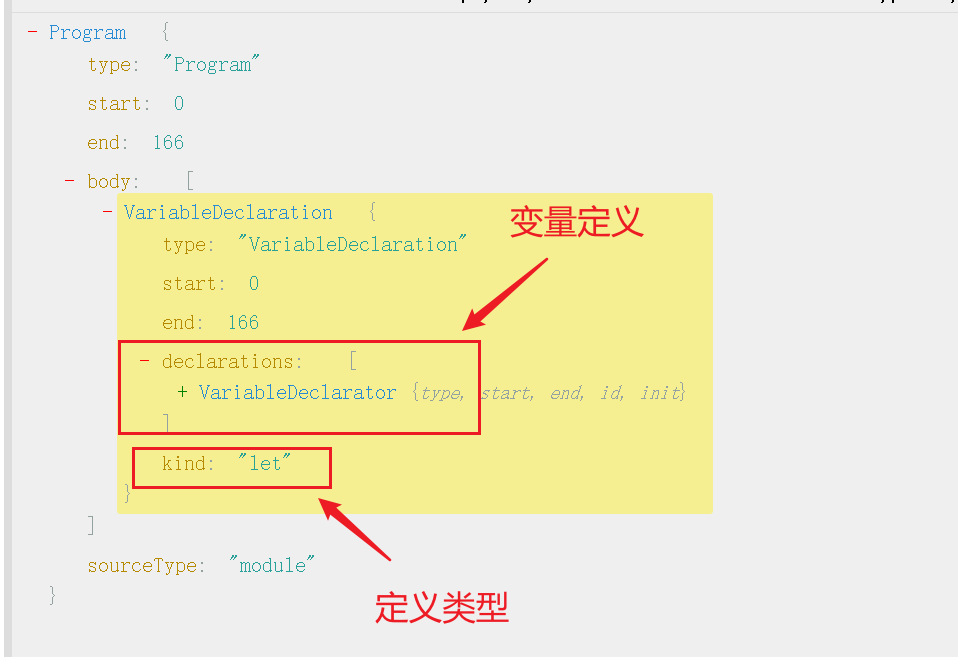 - Program {
type: "Program"
start: 0
end: 166
- body: [
- VariableDeclaration {
变量定义
type: "VariableDeclaration"
start: 0
end: 166
- declarations: [
+ VariableDeclarator {type, start, end, id, init}
]
kind: "let"
}
]
sourceType: "module"
}
定义类型